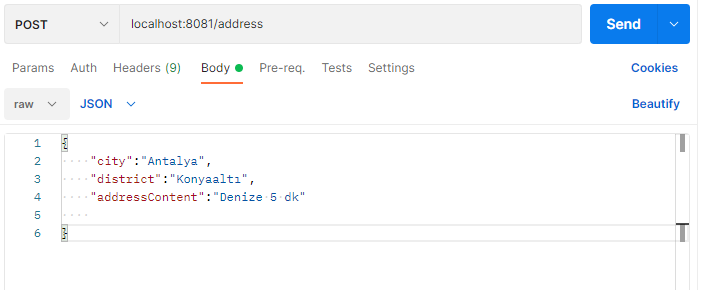 POST localhost:8081/address Send
Params Auth Headers (9) Body Pre-req. Tests Settings Cookies
raw JSON Beautify
1 {
2 "city":"Antalya",
3 "district":"Konyaaltı",
4 "addressContent":"Denize 5 dk"
5
6 }